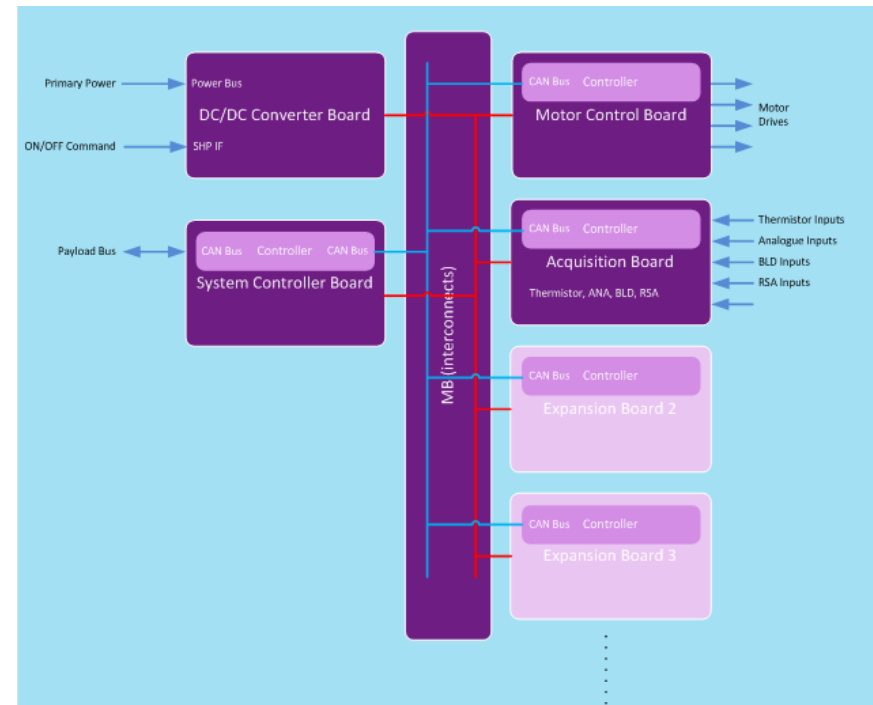 Primary Power
Power Bus
DC/DC Converter Board
ON/OFF Command
SHP IF
Payload Bus
CAN Bus Controller CAN Bus
System Controller Board
MB (interconnects)
CAN Bus Controller
Motor Control Board
Motor
Drives
CAN Bus Controller
Acquisition Board
Thermistor, ANA, BLD, RSA
Thermistor Inputs
Analogue Inputs
BLD Inputs
RSA Inputs
CAN Bus Controller
Expansion Board 2
CAN Bus Controller
Expansion Board 3